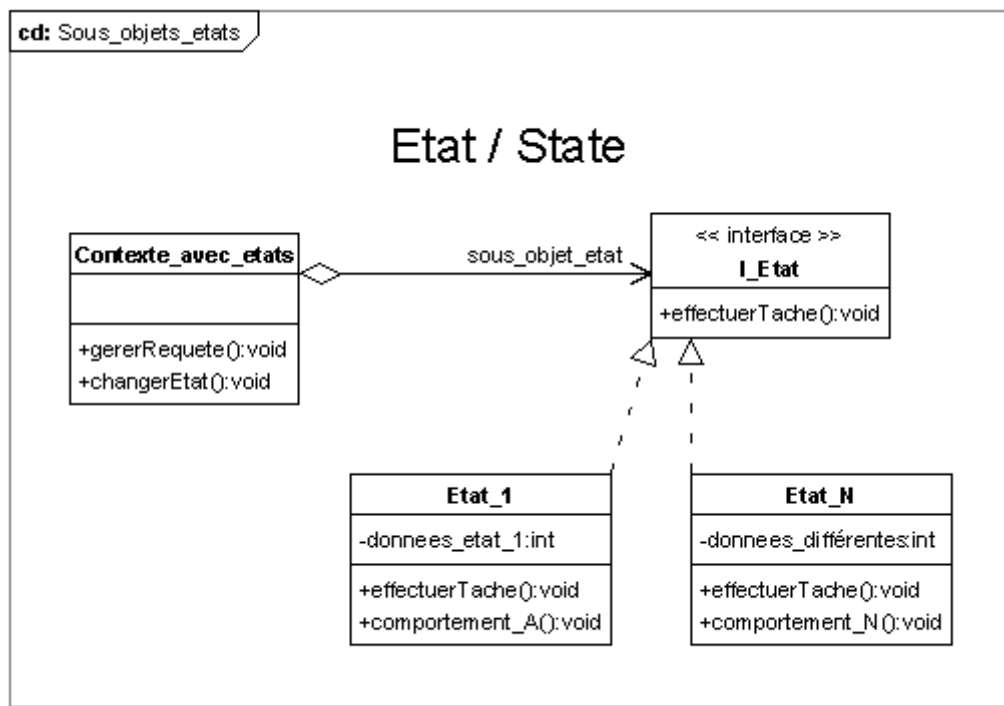 cd: Sous_objets_etats
Etat / State
Contexte_avec_etats
+gererRequete():void
+changerEtat():void
sous_objet_etat
<< interface >>
I_Etat
+effectuerTache():void
Etat_1
-donnees_etat_1:int
+effectuerTache():void
+comportement_A():void
Etat_N
-donnees_différentes:int
+effectuerTache():void
+comportement_N():void